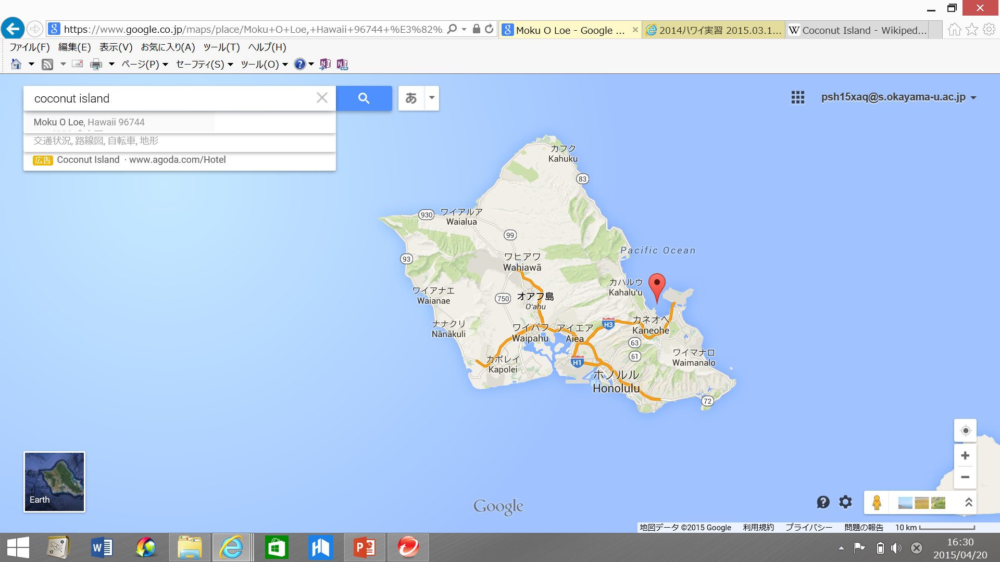 https://www.google.co.jp/maps/place/Moku+O+Loe,+Hawaii+96744+%E3%82%
Moku O Loe - Google ...
2014ハワイ実習 2015.03.1...
Coconut Island - Wikiped...
ファイル(F) 編集(E) 表示(V) お気に入り(A) ツール(T) ヘルプ(H)
ページ(P) セーフティ(S) ツール(O)
coconut island
あ
psh15xaq@s.okayama-u.ac.jp
Moku O Loe, Hawaii 96744
交通状況, 路線図, 自転車, 地形
広告 Coconut Island · www.agoda.com/Hotel
カフク
Kahuku
83
930
ワイアルア
Waialua
99
Pacific Ocean
93
ワヒアワ
Wahiawā
カハルウ
Kahalu'u
ワイアナエ
Waianae
750
オアフ島
O'ahu
ナナクリ
Nānākuli
ワイパフ
Waipahu
アイエア
Aiea
H3
カネオヘ
Kaneohe
63
61
ワイマナロ
Waimanalo
カポレイ
Kapolei
H1
ホノルル
Honolulu
72
Earth
Google
地図データ ©2015 Google 利用規約 プライバシー 問題の報告 10 km
16:30
2015/04/20